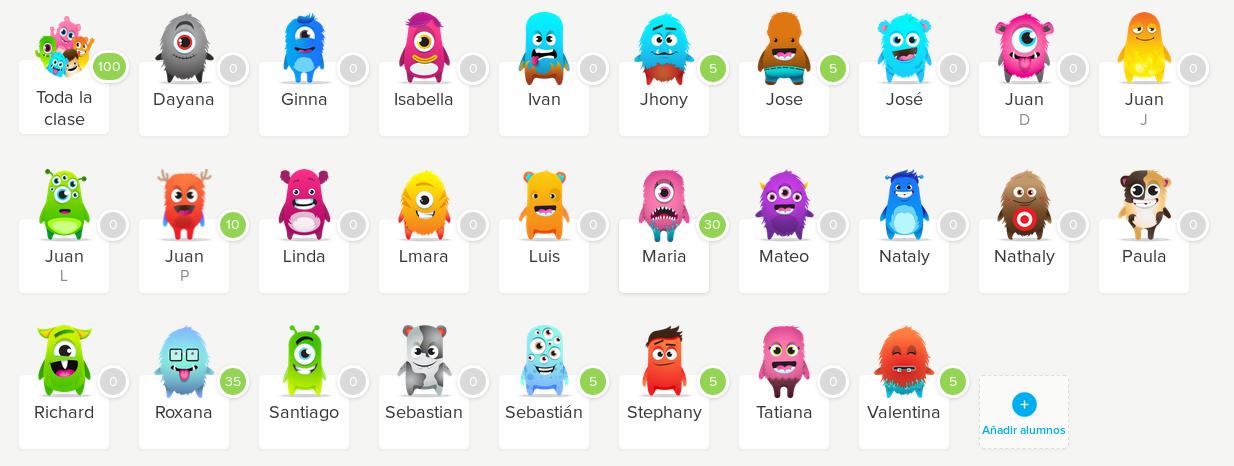 100
Toda la
clase
0
Dayana
0
Ginna
0
Isabella
0
Ivan
5
Jhony
5
Jose
0
José
0
Juan
D
0
Juan
J
0
Juan
L
10
Juan
P
0
Linda
0
Lmara
0
Luis
30
Maria
0
Mateo
0
Nataly
0
Nathaly
0
Paula
0
Richard
35
Roxana
0
Santiago
0
Sebastian
5
Sebastián
5
Stephany
0
Tatiana
5
Valentina
+
Añadir alumnos